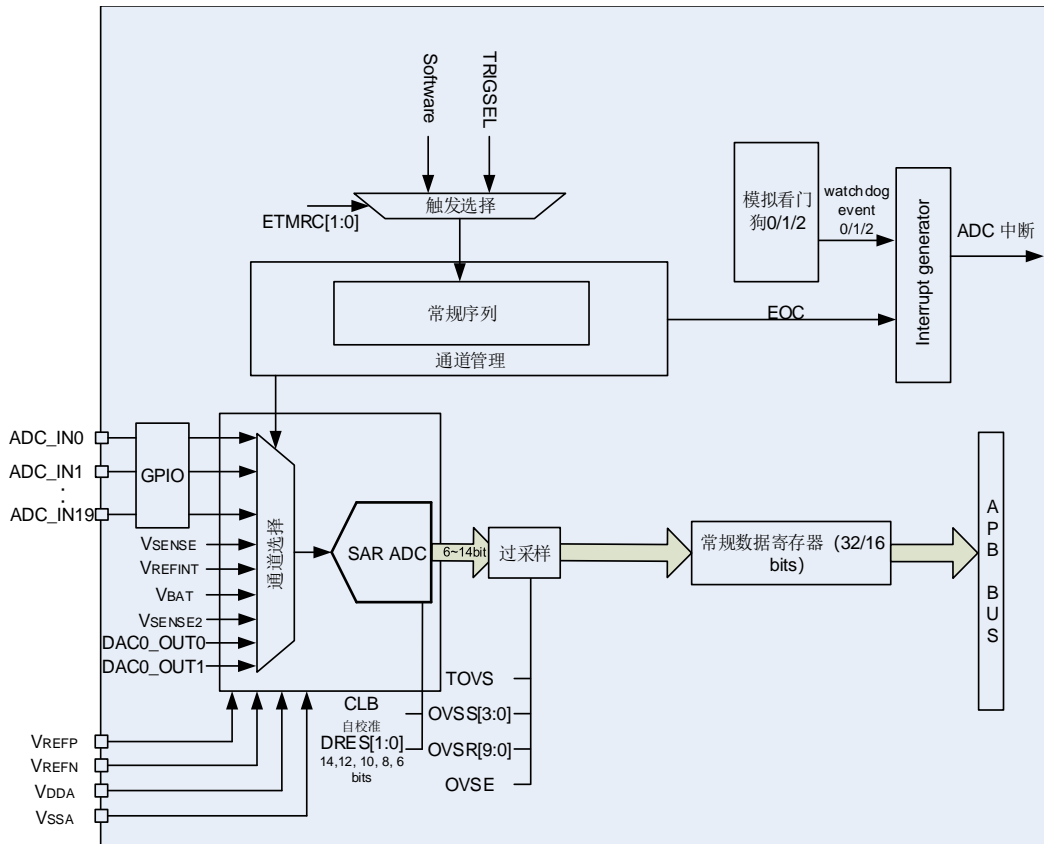 Software
TRIGSEL
触发选择
ETMRC[1:0]
常规序列
通道管理
模拟看门
狗0/1/2
watchdog
event
0/1/2
Interrupt generator
ADC 中断
EOC
ADC_IN0
ADC_IN1
⋮
ADC_IN19
GPIO
VSENSE
VREFINT
VBAT
VSENSE2
DAC0_OUT0
DAC0_OUT1
通道选择
SAR ADC
6~14bit
过采样
常规数据寄存器 (32/16
bits)
APB BUS
CLB
自校准
DRES[1:0]
14,12, 10, 8, 6
bits
TOVS
OVSS[3:0]
OVSR[9:0]
OVSE
VREFP
VREFN
VDDA
VSSA